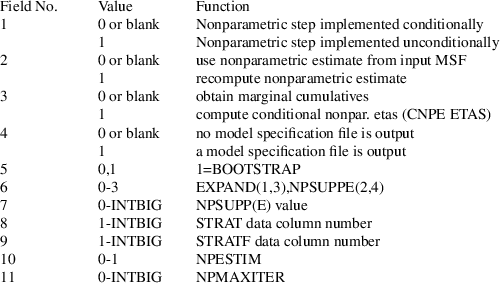 Field No. Value Function
1 0 or blank Nonparametric step implemented conditionally
1 Nonparametric step implemented unconditionally
2 0 or blank use nonparametric estimate from input MSF
1 recompute nonparametric estimate
3 0 or blank obtain marginal cumulatives
1 compute conditional nonpar. etas (CNPE ETAS)
4 0 or blank no model specification file is output
1 a model specification file is output
5 0,1 1=BOOTSTRAP
6 0-3 EXPAND(1,3),NPSUPPE(2,4)
7 0-INTBIG NPSUPP(E) value
8 1-INTBIG STRAT data column number
9 1-INTBIG STRATF data column number
10 0-1 NPESTIM
11 0-INTBIG NPMAXITER